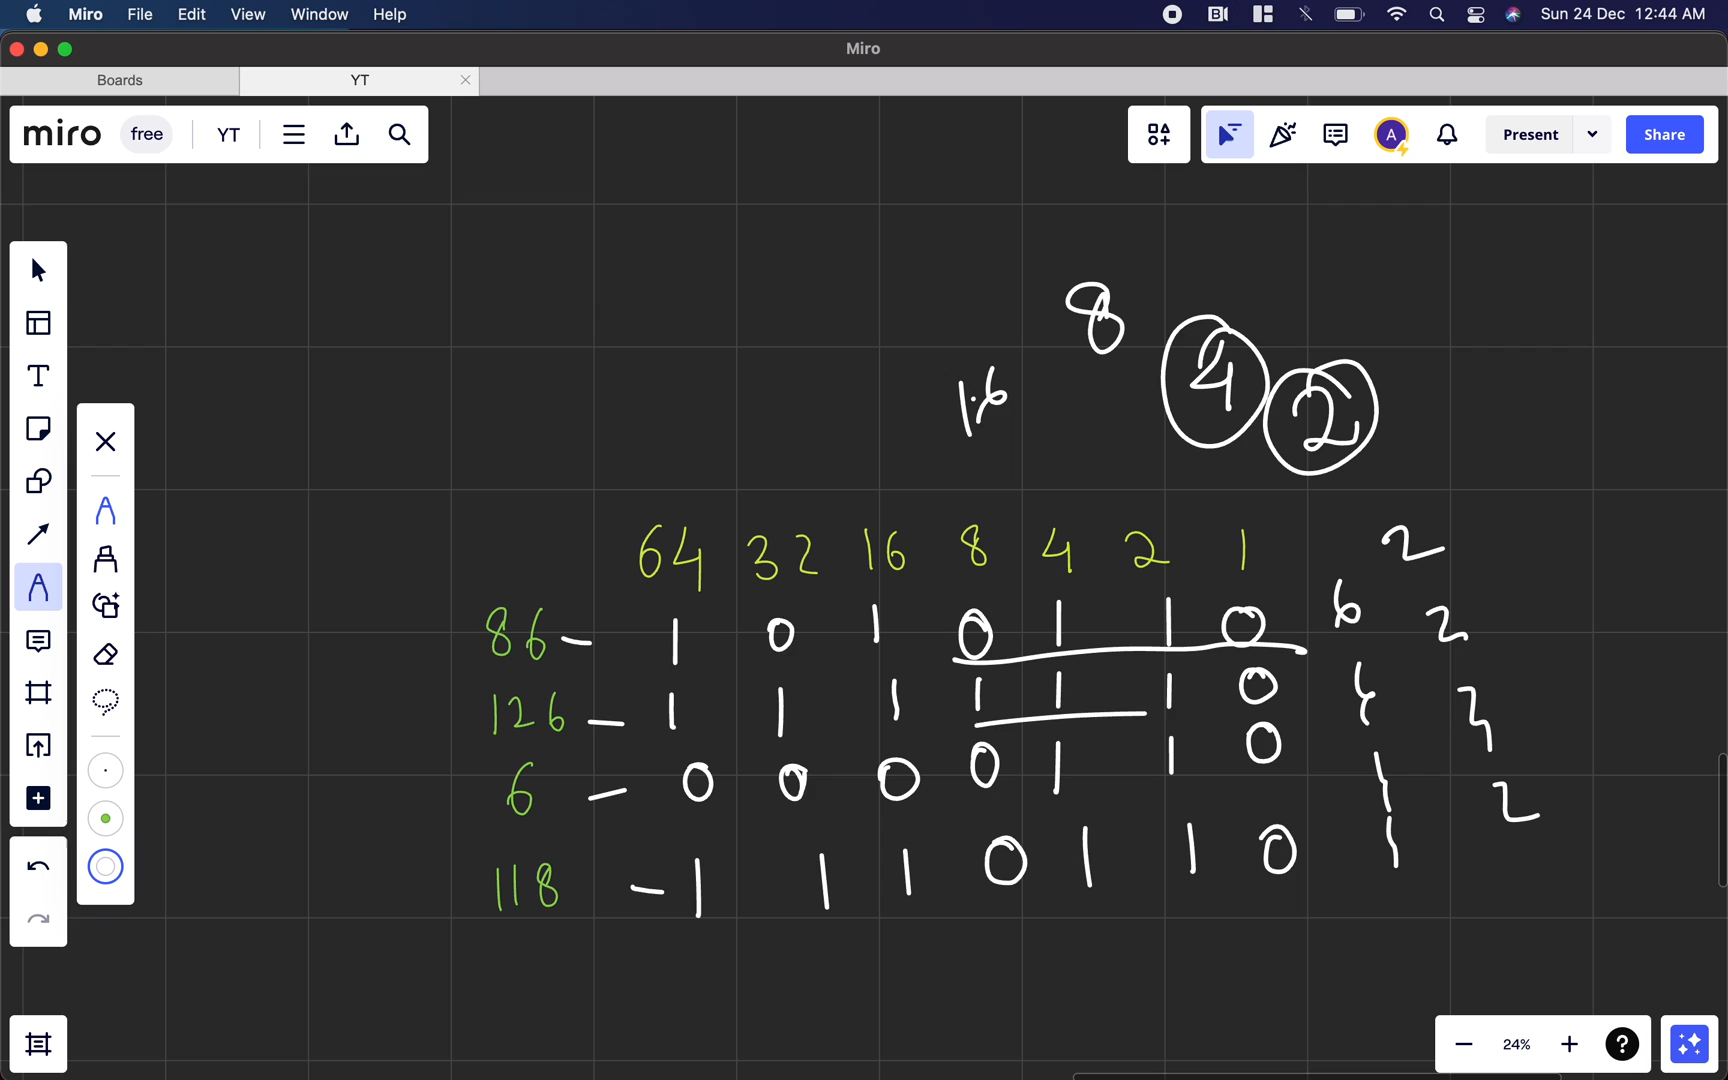 Miro File Edit View Window Help Sun 24 Dec 12:44 AM
Miro
Boards YT
miro free YT A Present Share
8
4
16
2
64 32 16 8 4 2 1 2
86 - 1 0 1 0 1 1 0 6 2
126 - 1 1 1 1 1 1 0
6 - 0 0 0 0 1 1 0 1 2
118 - 1 1 1 0 1 1 0 1
24%